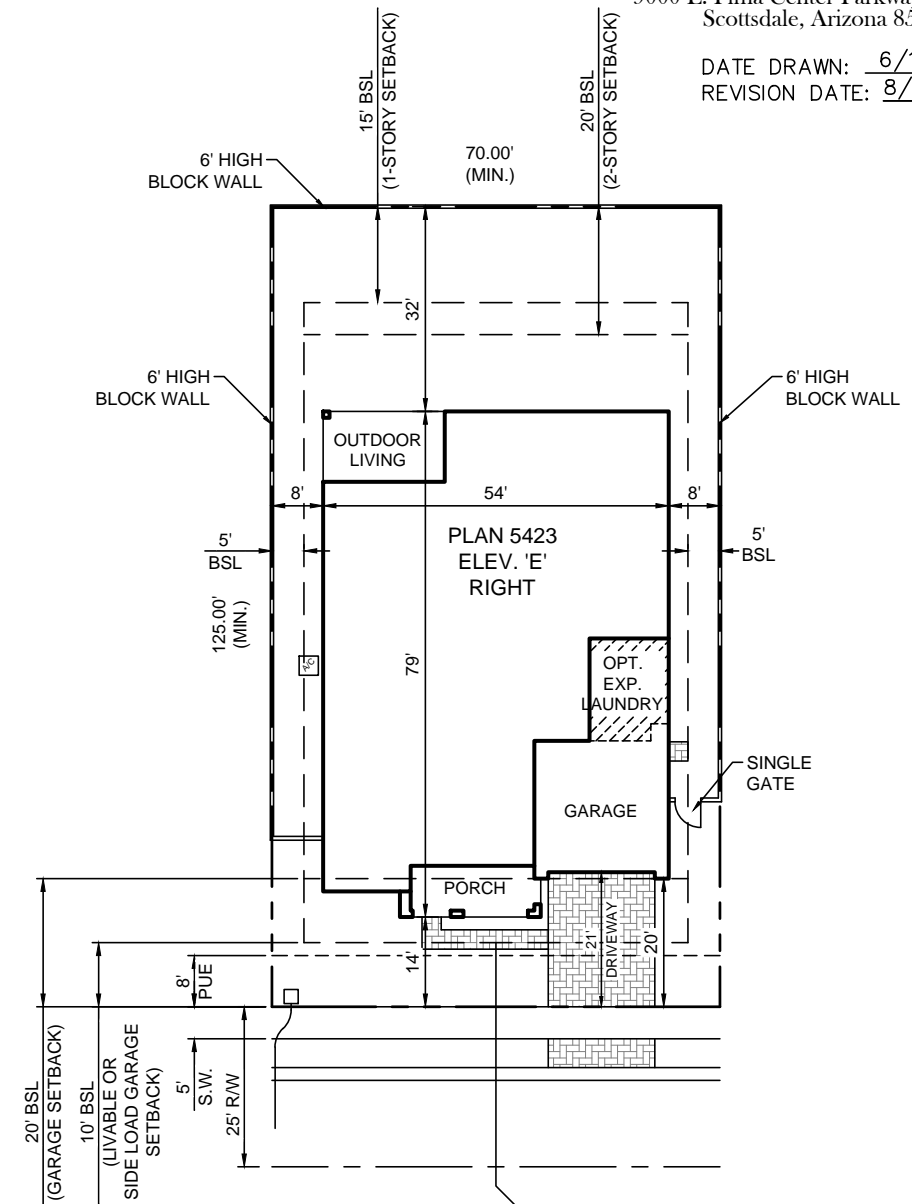 Scottsdale, Arizona 85
DATE DRAWN: 6/1
REVISION DATE: 8/
15' BSL
(1-STORY SETBACK)
20' BSL
(2-STORY SETBACK)
70.00'
(MIN.)
6' HIGH
BLOCK WALL
32'
6' HIGH
BLOCK WALL
6' HIGH
BLOCK WALL
OUTDOOR
LIVING
8'
54'
8'
PLAN 5423
ELEV. 'E'
RIGHT
5'
BSL
5'
BSL
125.00'
(MIN.)
79'
A/C
OPT.
EXP.
LAUNDRY
SINGLE
GATE
GARAGE
PORCH
14'
21'
DRIVEWAY
20'
8'
PUE
20' BSL
(GARAGE SETBACK)
10' BSL
(LIVABLE OR
SIDE LOAD GARAGE
SETBACK)
5'
S.W.
25' R/W